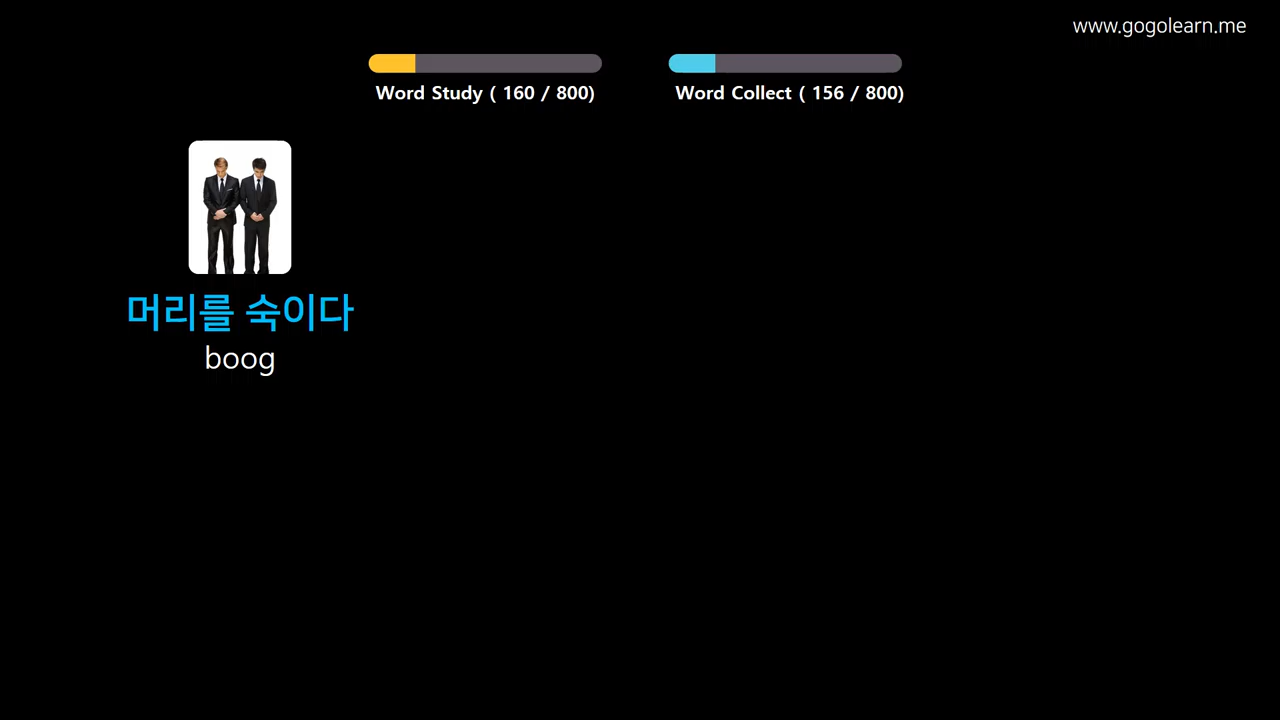 www.gogolearn.me
Word Study ( 160 / 800)
Word Collect ( 156 / 800)
머리를 숙이다
boog